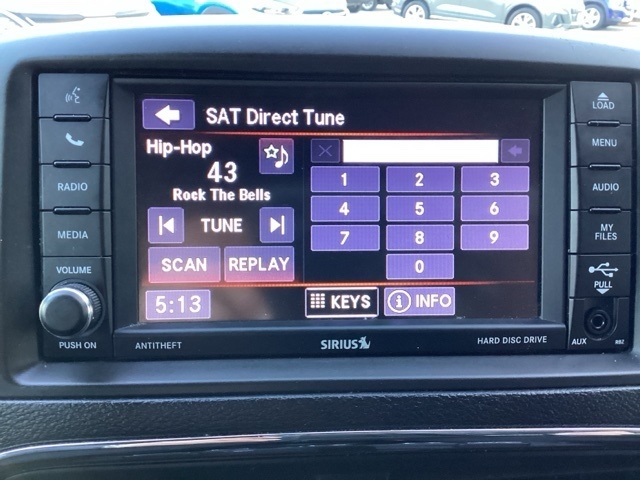 SAT Direct Tune
Hip-Hop
43
Rock The Bells
TUNE
SCAN REPLAY
1 2 3
4 5 6
7 8 9
0
5:13 KEYS INFO
RADIO
MEDIA
VOLUME
PUSH ON
LOAD
MENU
AUDIO
MY
FILES
PULL
AUX RBZ
ANTITHEFT SIRIUS HARD DISC DRIVE